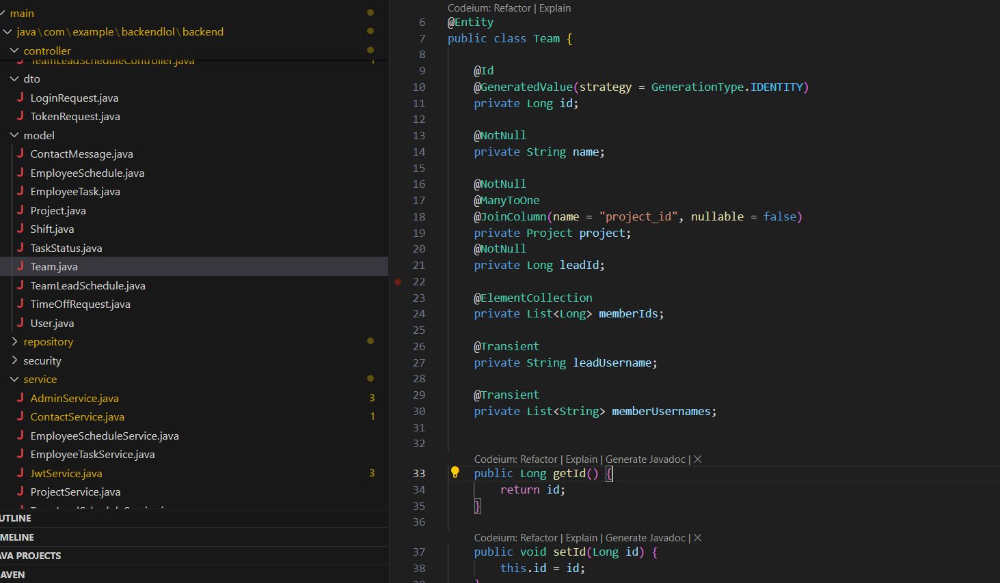 main
java\com\example\backendlol\backend
controller
TeamLeadScheduleController.java 1
dto
LoginRequest.java
TokenRequest.java
model
ContactMessage.java
EmployeeSchedule.java
EmployeeTask.java
Project.java
Shift.java
TaskStatus.java
Team.java
TeamLeadSchedule.java
TimeOffRequest.java
User.java
repository
security
service
AdminService.java 3
ContactService.java 1
EmployeeScheduleService.java
EmployeeTaskService.java
JwtService.java 3
ProjectService.java
UTLINE
MELINE
AVA PROJECTS
AVEN
Codeium: Refactor | Explain
6 @Entity
7 public class Team {
8
9 @Id
10 @GeneratedValue(strategy = GenerationType.IDENTITY)
11 private Long id;
12
13 @NotNull
14 private String name;
15
16 @NotNull
17 @ManyToOne
18 @JoinColumn(name = "project_id", nullable = false)
19 private Project project;
20 @NotNull
21 private Long leadId;
22
23 @ElementCollection
24 private List<Long> memberIds;
25
26 @Transient
27 private String leadUsername;
28
29 @Transient
30 private List<String> memberUsernames;
31
32
Codeium: Refactor | Explain | Generate Javadoc | ×
33 public Long getId() {
34 return id;
35 }
36
Codeium: Refactor | Explain | Generate Javadoc | ×
37 public void setId(Long id) {
38 this.id = id;